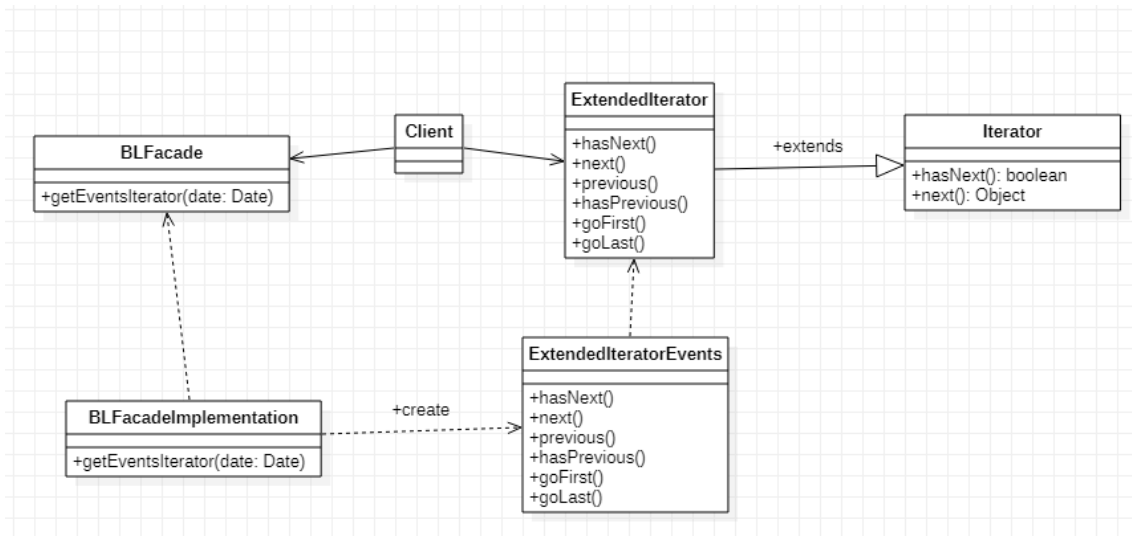 BLFacade
+getEventsIterator(date: Date)
Client
ExtendedIterator
+hasNext()
+next()
+previous()
+hasPrevious()
+goFirst()
+goLast()
+extends
Iterator
+hasNext(): boolean
+next(): Object
BLFacadeImplementation
+getEventsIterator(date: Date)
+create
ExtendedIteratorEvents
+hasNext()
+next()
+previous()
+hasPrevious()
+goFirst()
+goLast()